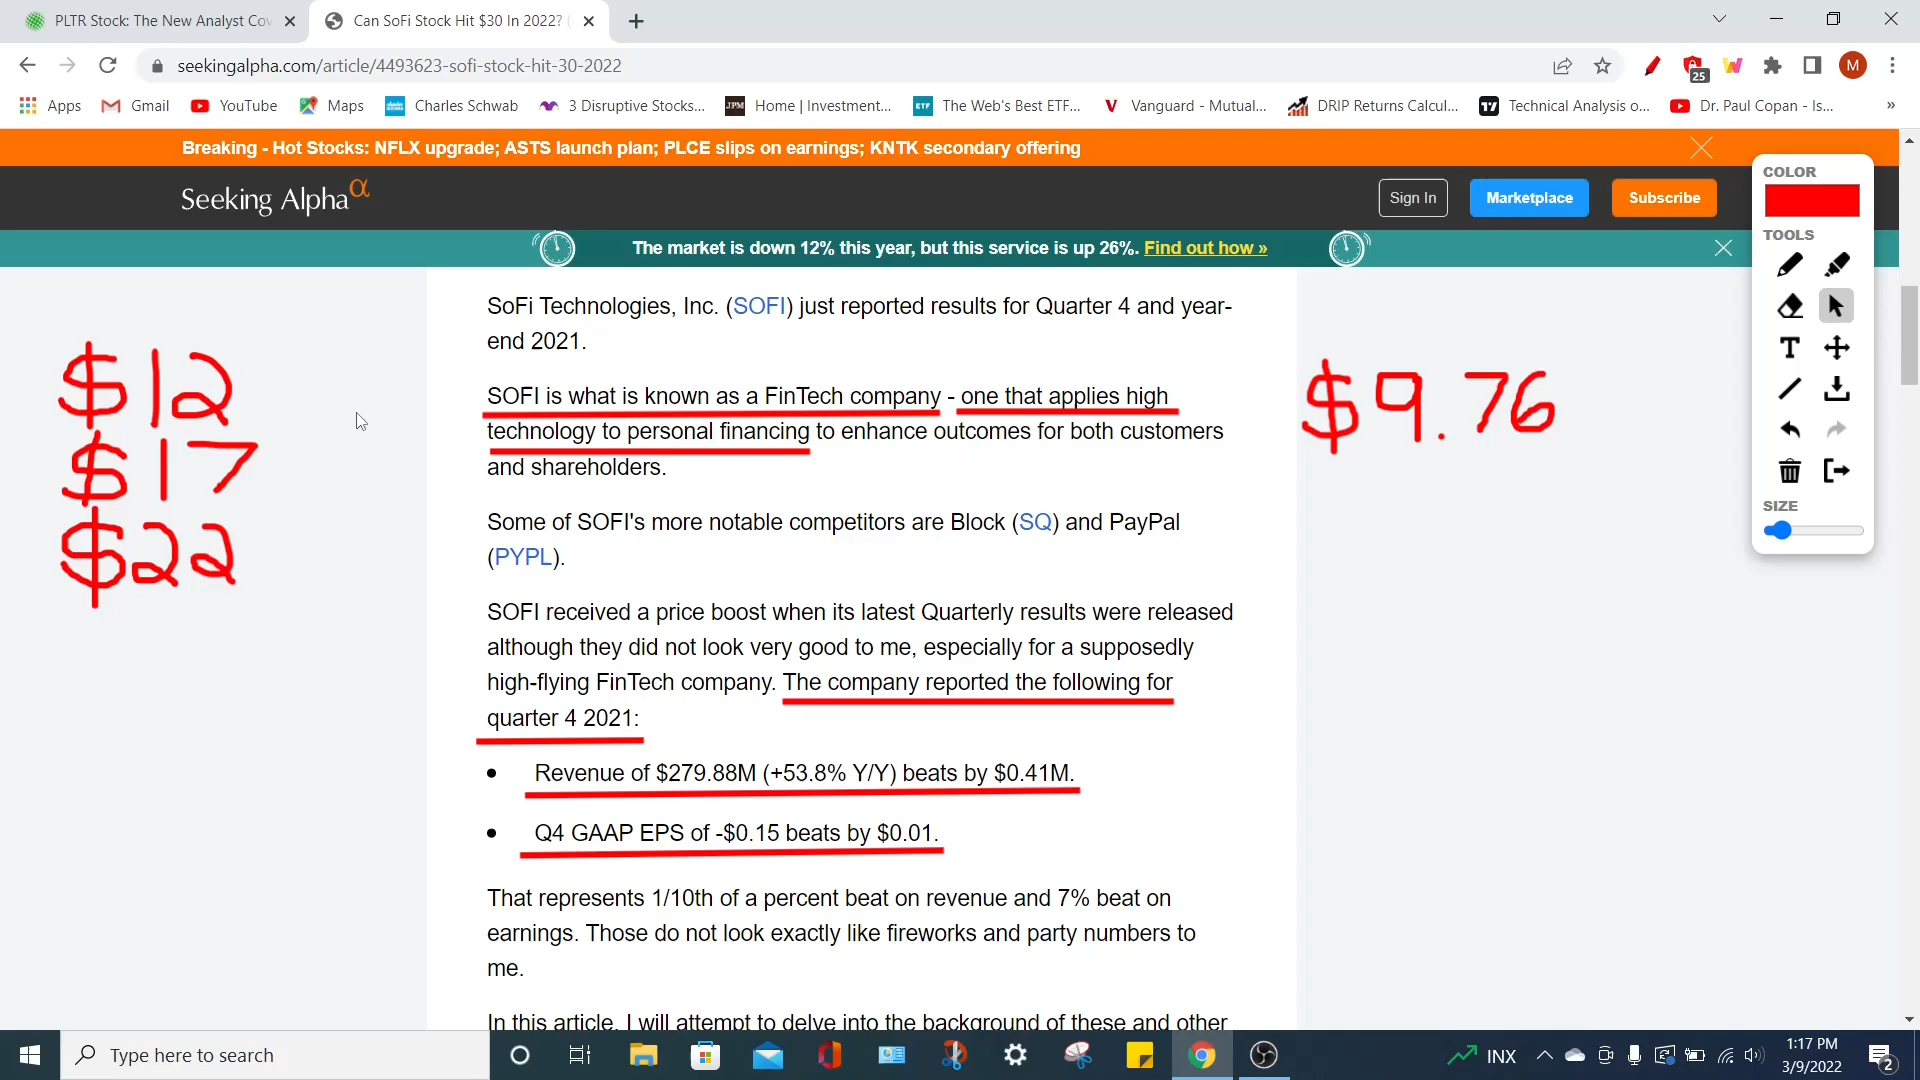 PLTR Stock: The New Analyst Cov
Can SoFi Stock Hit $30 In 2022? (
seekingalpha.com/article/4493623-sofi-stock-hit-30-2022
25
M
Apps
Gmail
YouTube
Maps
Charles Schwab
3 Disruptive Stocks...
JPM
Home | Investment...
ETF
The Web's Best ETF...
Vanguard - Mutual...
DRIP Returns Calcul...
Technical Analysis o...
Dr. Paul Copan - Is...
»
Breaking - Hot Stocks: NFLX upgrade; ASTS launch plan; PLCE slips on earnings; KNTK secondary offering
Seeking Alpha α
Sign In
Marketplace
Subscribe
The market is down 12% this year, but this service is up 26%. Find out how »
COLOR
TOOLS
SIZE
$12
$17
$22
$9.76
SoFi Technologies, Inc. (SOFI) just reported results for Quarter 4 and year-
end 2021.
SOFI is what is known as a FinTech company - one that applies high
technology to personal financing to enhance outcomes for both customers
and shareholders.
Some of SOFI's more notable competitors are Block (SQ) and PayPal
(PYPL).
SOFI received a price boost when its latest Quarterly results were released
although they did not look very good to me, especially for a supposedly
high-flying FinTech company. The company reported the following for
quarter 4 2021:
• Revenue of $279.88M (+53.8% Y/Y) beats by $0.41M.
• Q4 GAAP EPS of -$0.15 beats by $0.01.
That represents 1/10th of a percent beat on revenue and 7% beat on
earnings. Those do not look exactly like fireworks and party numbers to
me.
In this article, I will attempt to delve into the background of these and other
Type here to search
INX
1:17 PM
3/9/2022
2